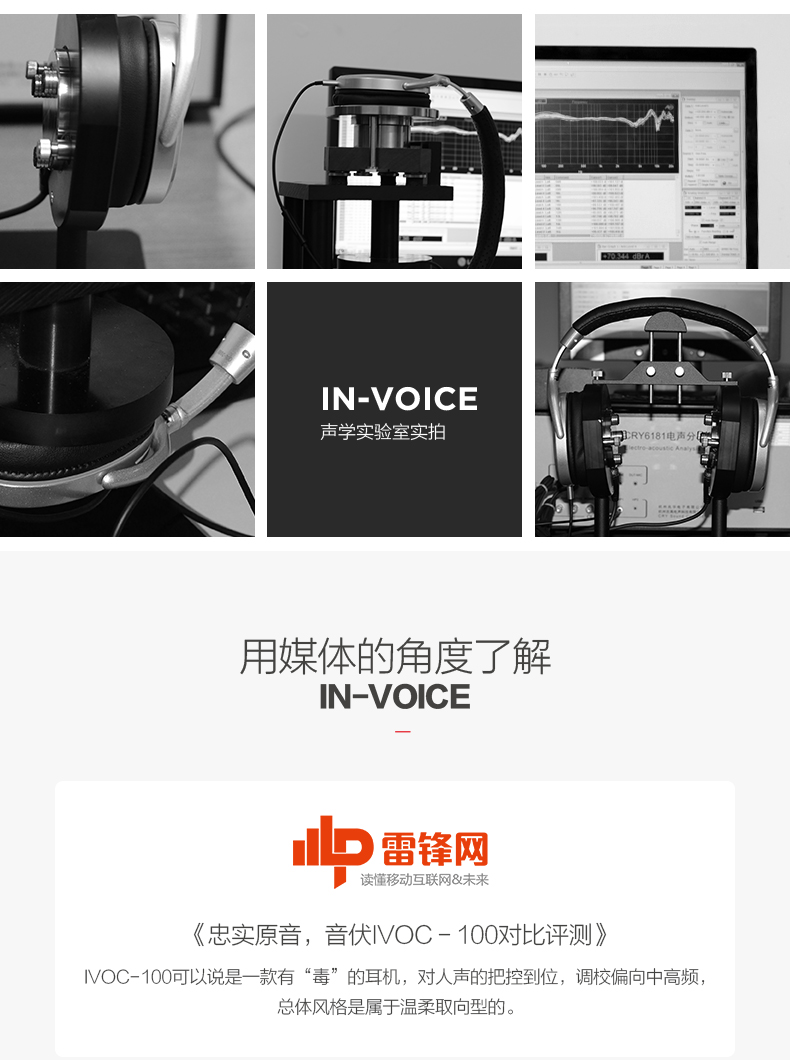 +70.344 dBrA
IN-VOICE
声学实验室实拍
CRY6181电声分
Electro-acoustic Analys
用媒体的角度了解
IN-VOICE
雷锋网
读懂移动互联网&未来
《忠实原音，音伏IVOC－100对比评测》
IVOC-100可以说是一款有“毒”的耳机，对人声的把控到位，调校偏向中高频，
总体风格是属于温柔取向型的。